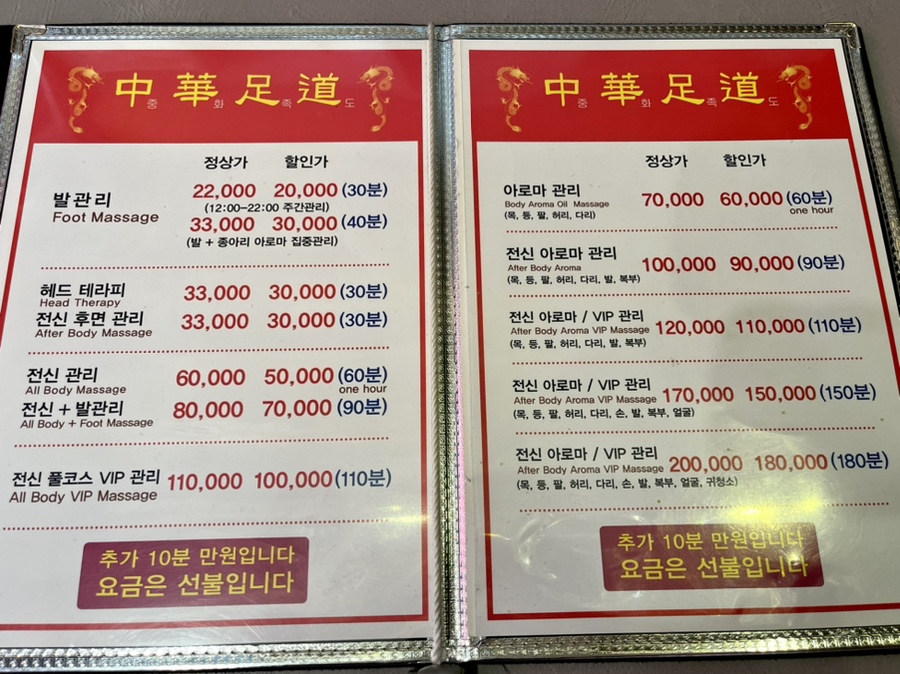 中華足道
중 화 족 도
정상가 할인가
발관리 22,000 20,000 (30분)
Foot Massage
(12:00-22:00 주간관리)
33,000 30,000 (40분)
(발 + 종아리 아로마 집중관리)
헤드 테라피 33,000 30,000 (30분)
Head Therapy
전신 후면 관리 33,000 30,000 (30분)
After Body Massage
전신 관리 60,000 50,000 (60분)
All Body Massage one hour
전신 + 발관리 80,000 70,000 (90분)
All Body + Foot Massage
전신 풀코스 VIP 관리 110,000 100,000 (110분)
All Body VIP Massage
추가 10분 만원입니다
요금은 선불입니다
中華足道
중 화 족 도
정상가 할인가
아로마 관리 70,000 60,000 (60분)
Body Aroma Oil Massage one hour
(목, 등, 팔, 허리, 다리)
전신 아로마 관리 100,000 90,000 (90분)
After Body Aroma
(목, 등, 팔, 허리, 다리, 발, 복부)
전신 아로마 / VIP 관리 120,000 110,000 (110분)
After Body Aroma VIP Massage
(목, 등, 팔, 허리, 다리, 발, 복부)
전신 아로마 / VIP 관리 170,000 150,000 (150분)
After Body Aroma VIP Massage
(목, 등, 팔, 허리, 다리, 손, 발, 복부, 얼굴)
전신 아로마 / VIP 관리 200,000 180,000 (180분)
After Body Aroma VIP Massage
(목, 등, 팔, 허리, 다리, 손, 발, 복부, 얼굴, 귀청소)
추가 10분 만원입니다
요금은 선불입니다